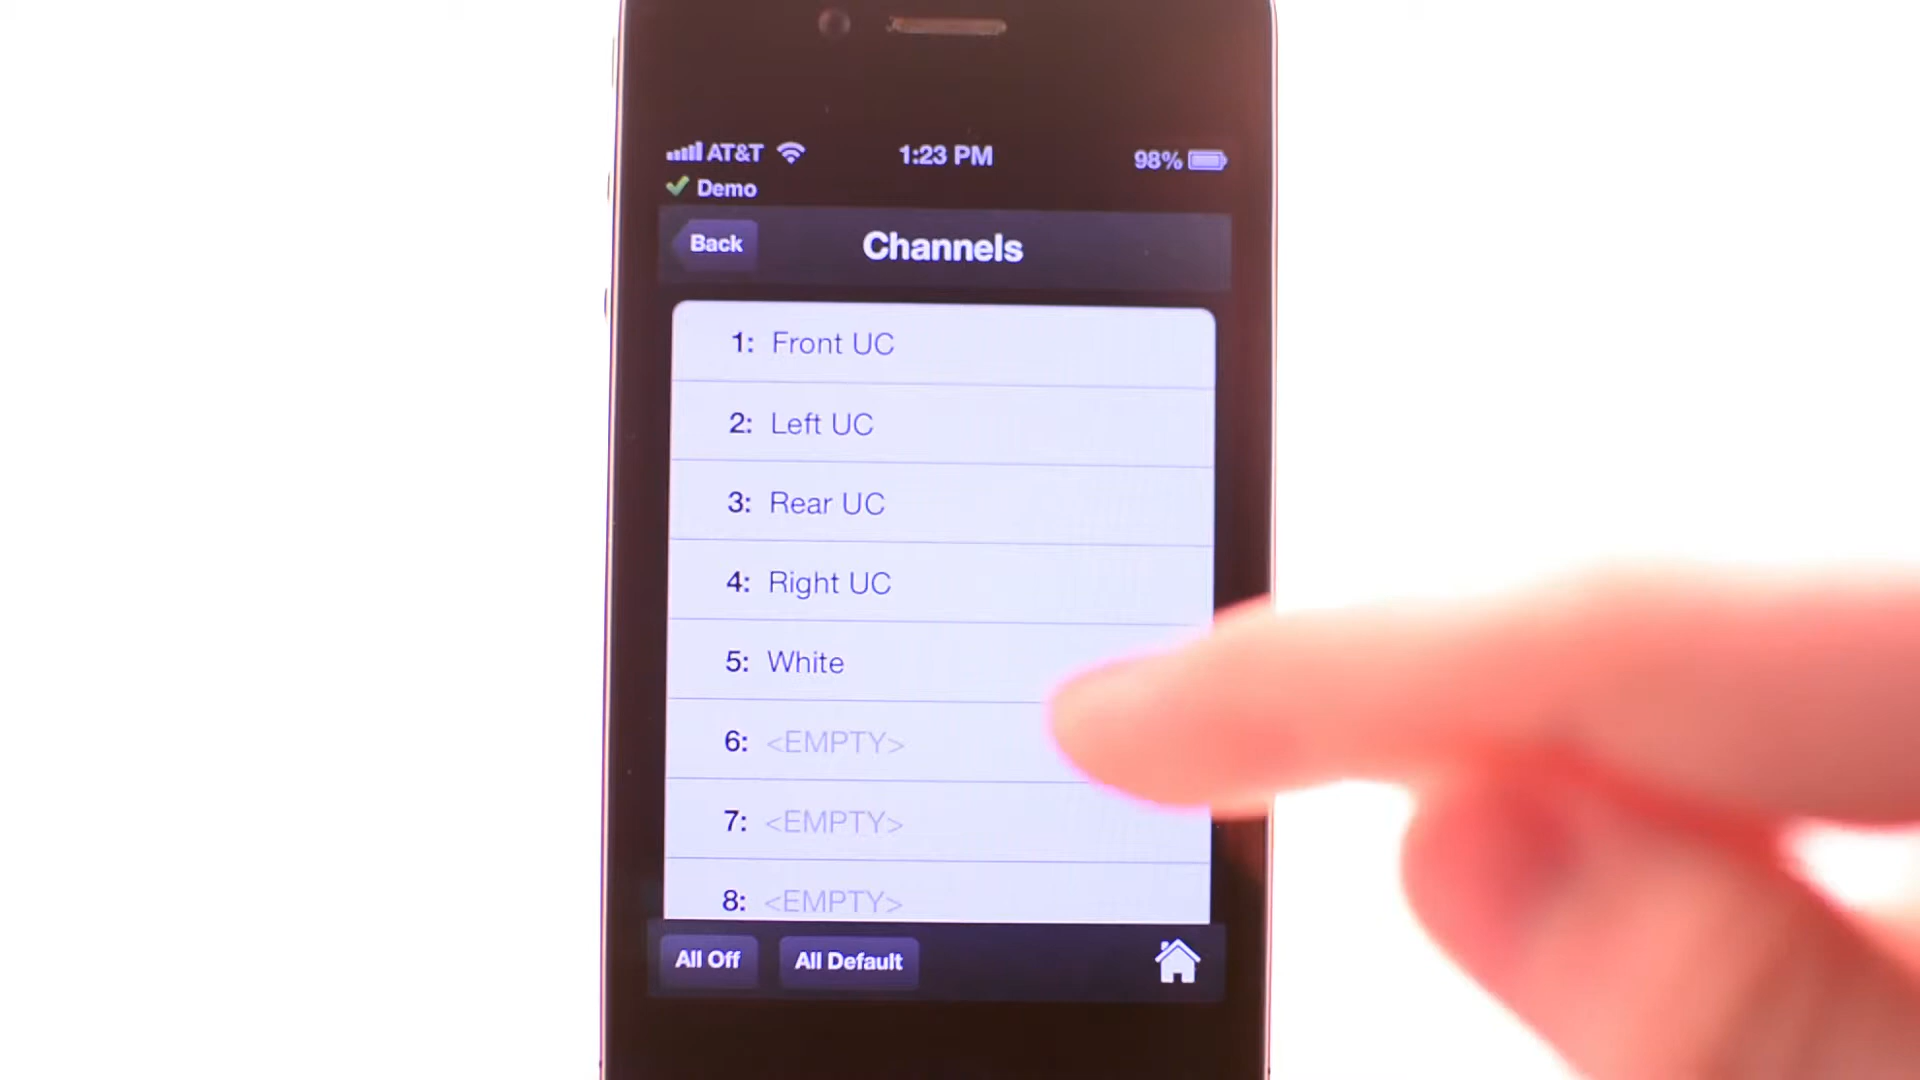 AT&T 1:23 PM 98%
Demo
Back Channels
1: Front UC
2: Left UC
3: Rear UC
4: Right UC
5: White
6: <EMPTY>
7: <EMPTY>
8: <EMPTY>
All Off All Default